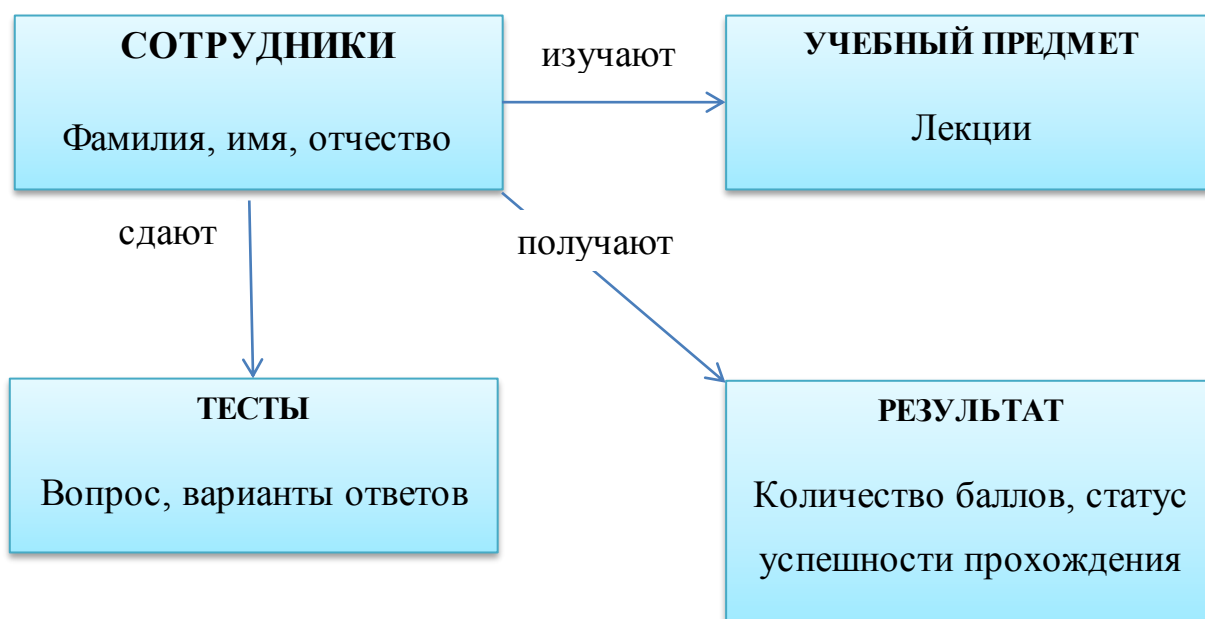 СОТРУДНИКИ
Фамилия, имя, отчество
изучают
УЧЕБНЫЙ ПРЕДМЕТ
Лекции
сдают
получают
ТЕСТЫ
Вопрос, варианты ответов
РЕЗУЛЬТАТ
Количество баллов, статус
успешности прохождения